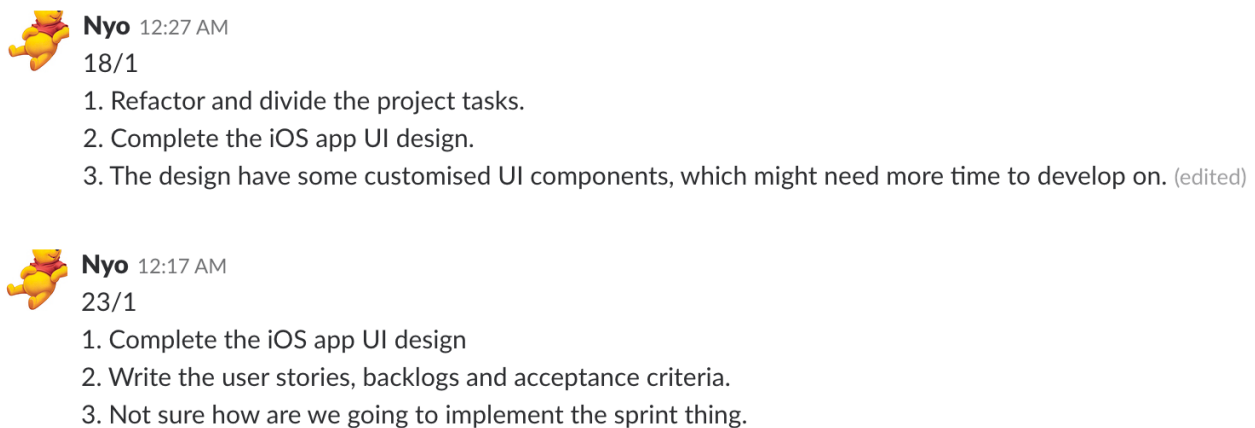 Nyo 12:27 AM
18/1
1. Refactor and divide the project tasks.
2. Complete the iOS app UI design.
3. The design have some customised UI components, which might need more time to develop on. (edited)
Nyo 12:17 AM
23/1
1. Complete the iOS app UI design
2. Write the user stories, backlogs and acceptance criteria.
3. Not sure how are we going to implement the sprint thing.